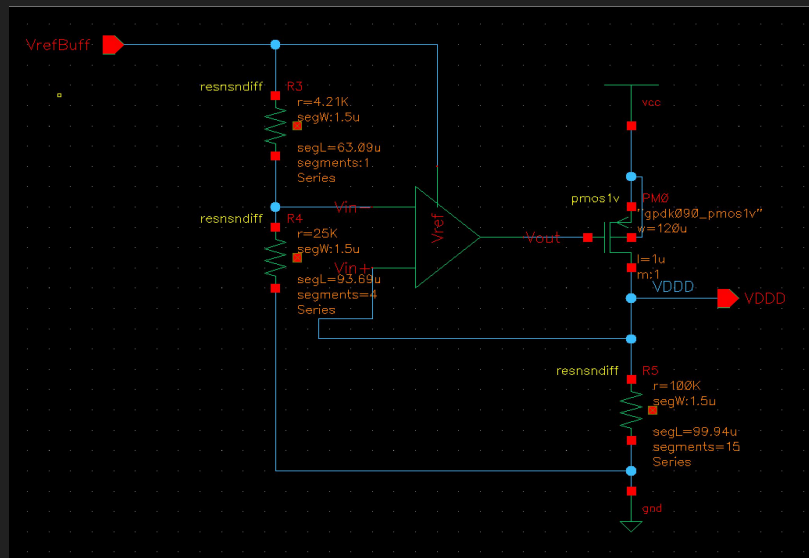 VrefBuff
resnsndiff R3
r=4.21K
segW:1.5u
segL=63.09u
segments:1
Series
vcc
resnsndiff R4
r=25K
segW:1.5u
segL=93.69u
segments=4
Series
Vin-
Vin+
Vref
Vout
pmos1v PM0
"gpdk090_pmos1v"
w=120u
l=1u
m:1
VDDD
VDDD
resnsndiff R5
r=100K
segW:1.5u
segL=99.94u
segments=15
Series
gnd